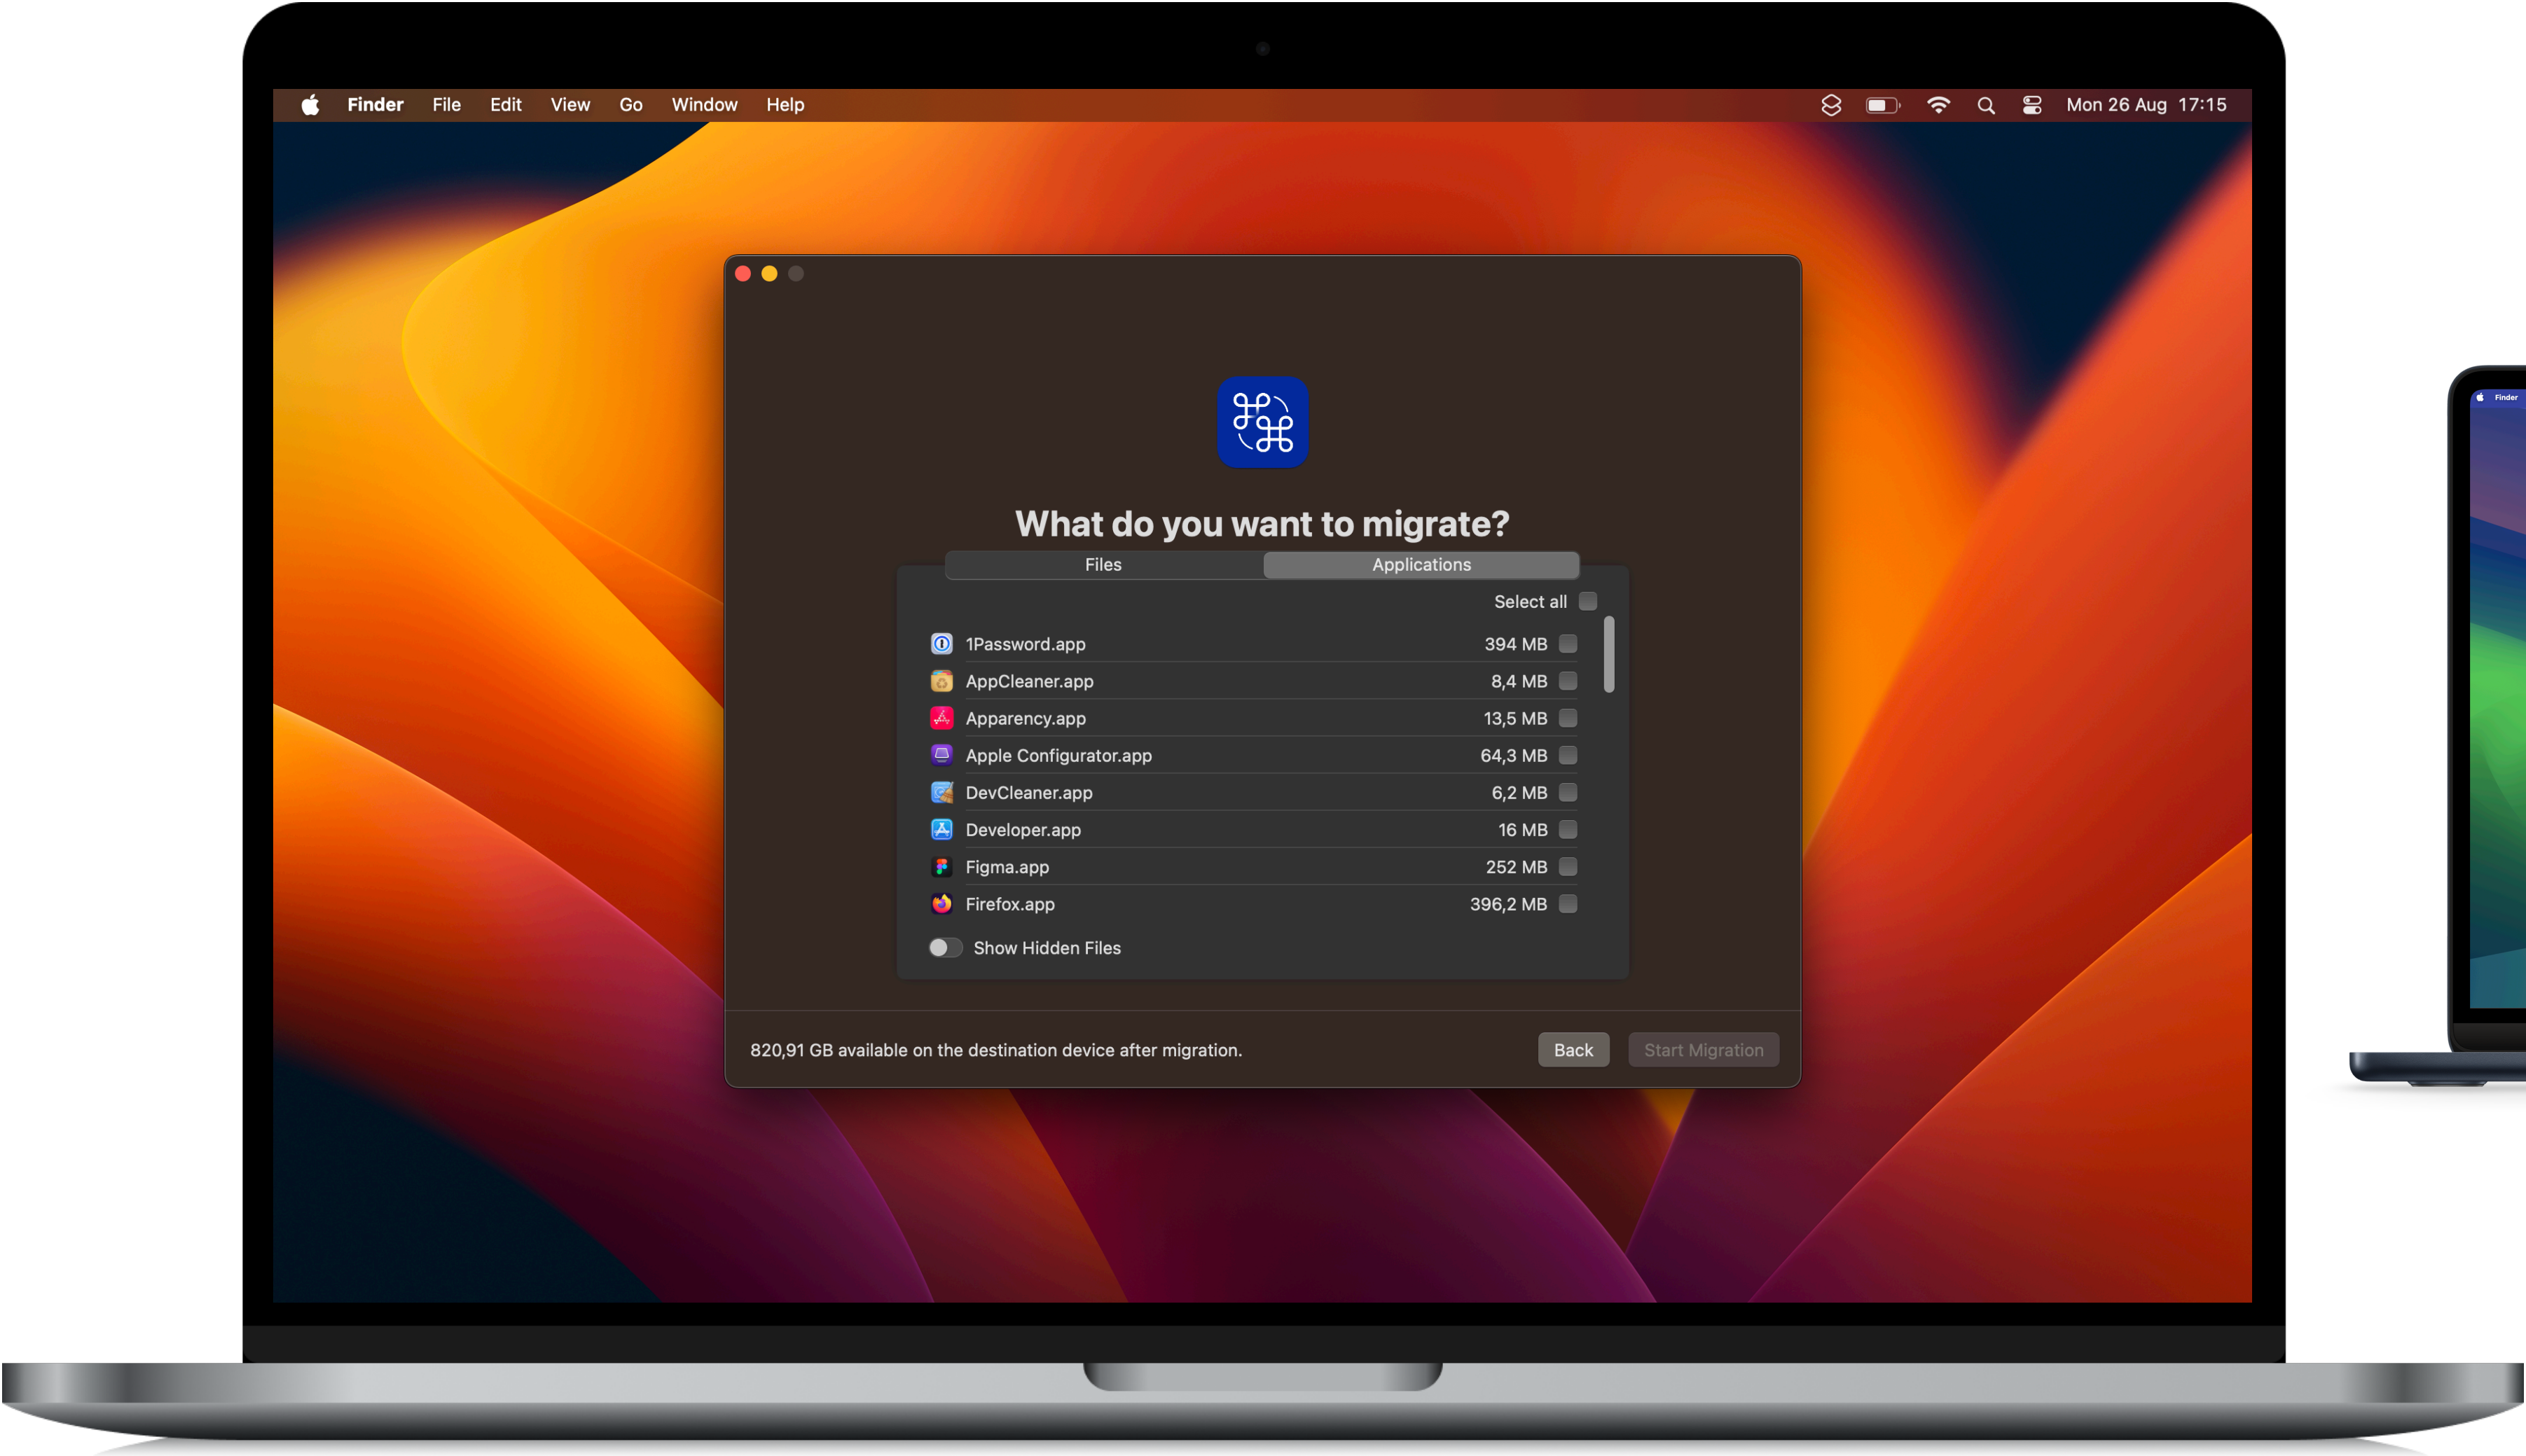 Finder File Edit View Go Window Help Mon 26 Aug 17:15
Finder
What do you want to migrate?
Files Applications
Select all
1Password.app 394 MB
AppCleaner.app 8,4 MB
Apparency.app 13,5 MB
Apple Configurator.app 64,3 MB
DevCleaner.app 6,2 MB
Developer.app 16 MB
Figma.app 252 MB
Firefox.app 396,2 MB
Show Hidden Files
820,91 GB available on the destination device after migration. Back Start Migration